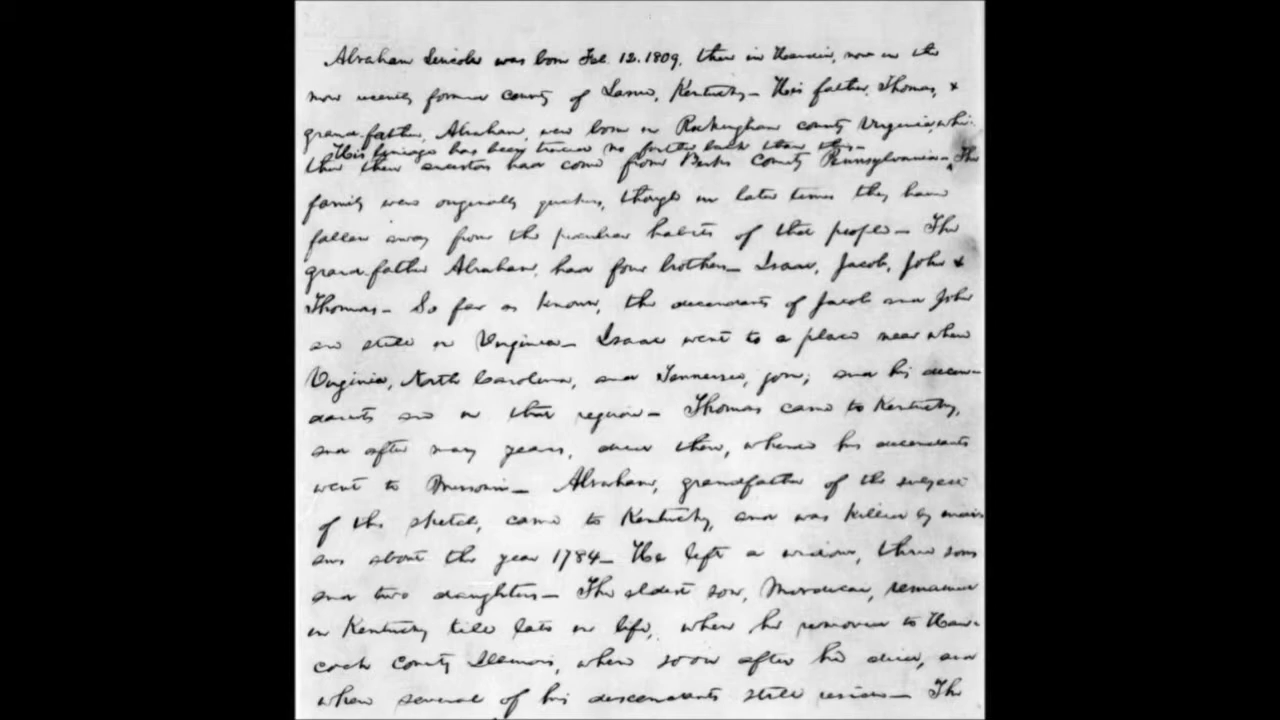 Abraham Lincoln was born Feb. 12. 1809, then in Hardin, now in the
more recently formed county of Larue, Kentucky— His father, Thomas, &
grand-father, Abraham, were born in Rockingham county Virginia, whi-
His lineage has been traced no farther back than this—
ther their ancestors had come from Berks County Pennsylvania— The
family were originally quakers, though in later times they have
fallen away from the peculiar habits of that people— The
grand-father Abraham, had four brothers— Isaac, Jacob, John &
Thomas— So far as known, the decendants of Jacob and John
are still in Virginia— Isaac went to a place near where
Virginia, North Carolina, and Tennessee, join; and his decen-
dants are in that region— Thomas came to Kentucky,
and after many years, died there, whence his decendants
went to Missouri— Abraham, grandfather of the subject
of this sketch, came to Kentucky, and was killed by indi-
ans about the year 1784— He left a widow, three sons
and two daughters— The eldest son, Mordecai, remained
in Kentucky till late in life, when he removed to Han-
cock County Illinois, where soon after he died, and
where several of his descendants still reside— The